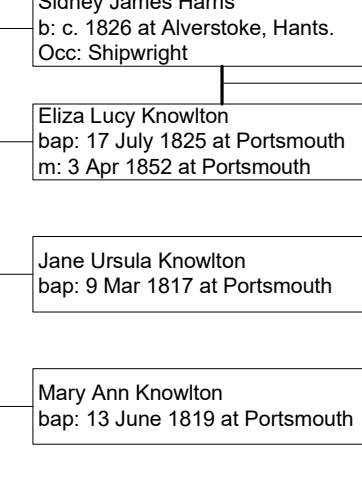 Sidney James Harris
b: c. 1826 at Alverstoke, Hants.
Occ: Shipwright
Eliza Lucy Knowlton
bap: 17 July 1825 at Portsmouth
m: 3 Apr 1852 at Portsmouth
Jane Ursula Knowlton
bap: 9 Mar 1817 at Portsmouth
Mary Ann Knowlton
bap: 13 June 1819 at Portsmouth